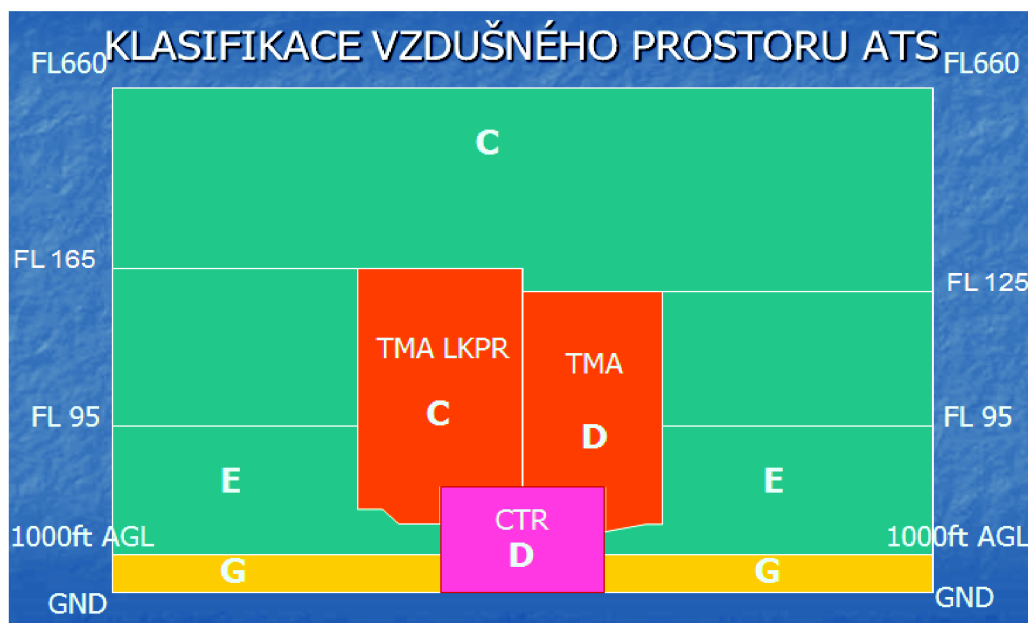 KLASIFIKACE VZDUŠNÉHO PROSTORU ATS
FL660
FL660
C
FL 165
FL 125
TMA LKPR
TMA
C
D
FL 95
FL 95
E
E
CTR
D
1000ft AGL
1000ft AGL
G
G
GND
GND